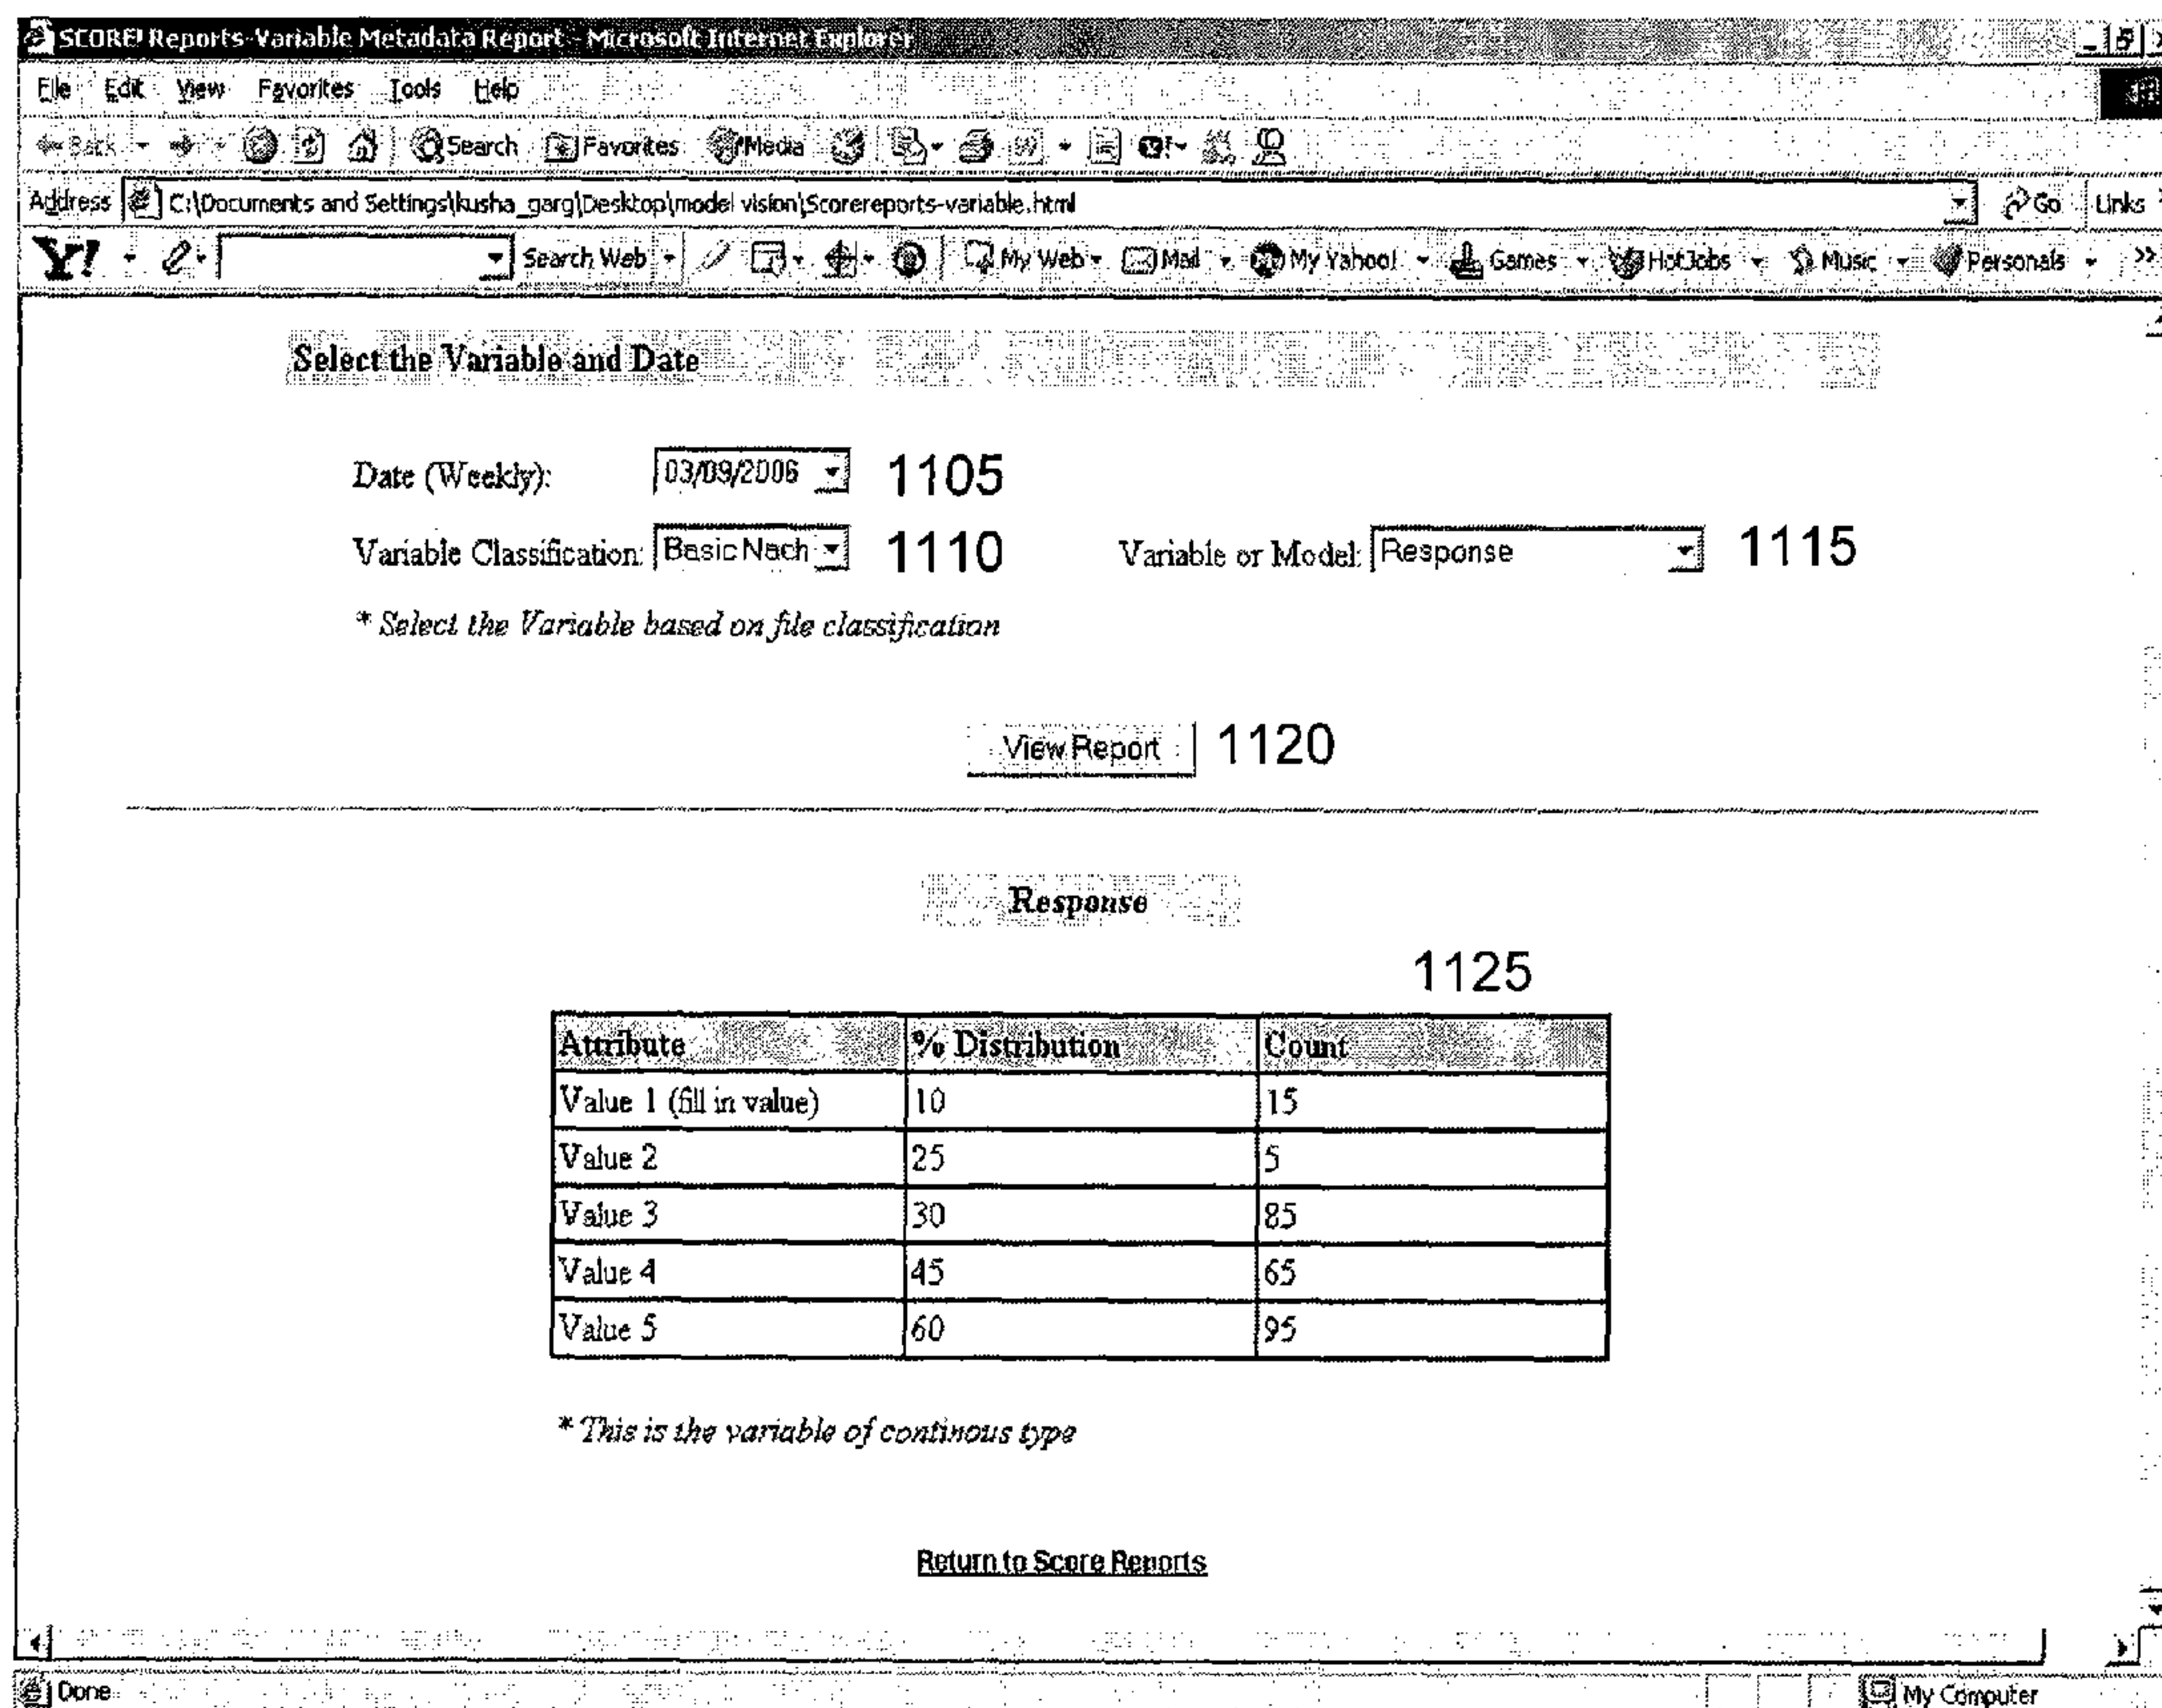 SCORE! Reports-Variable Metadata Report - Microsoft Internet Explorer
File Edit View Favorites Tools Help
Back Search Favorites Media
Address C:\Documents and Settings\kusha_garg\Desktop\model vision\Scorereports-variable.html Go Links
Y! Search Web My Web Mail My Yahoo! Games HotJobs Music Personals >>
Select the Variable and Date
Date (Weekly): 03/09/2006 1105
Variable Classification: Basic Nach 1110 Variable or Model: Response 1115
* Select the Variable based on file classification
View Report 1120
Response
1125
Attribute % Distribution Count
Value 1 (fill in value) 10 15
Value 2 25 5
Value 3 30 85
Value 4 45 65
Value 5 60 95
* This is the variable of continous type
Return to Score Reports
Done My Computer